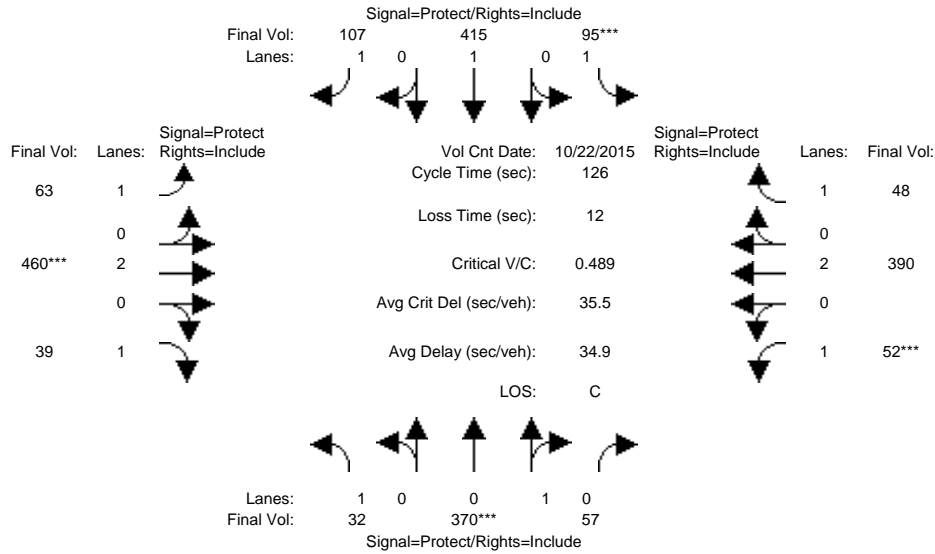 Signal=Protect/Rights=Include
Final Vol: 107 415 95***
Lanes: 1 0 1 0 1
Signal=Protect
Final Vol: Lanes: Rights=Include
Vol Cnt Date: 10/22/2015
Signal=Protect
Rights=Include Lanes: Final Vol:
Cycle Time (sec): 126
63 1
1 48
Loss Time (sec): 12
0
0
460*** 2
Critical V/C: 0.489
2 390
0
Avg Crit Del (sec/veh): 35.5
0
39 1
Avg Delay (sec/veh): 34.9
1 52***
LOS: C
Lanes: 1 0 0 1 0
Final Vol: 32 370*** 57
Signal=Protect/Rights=Include